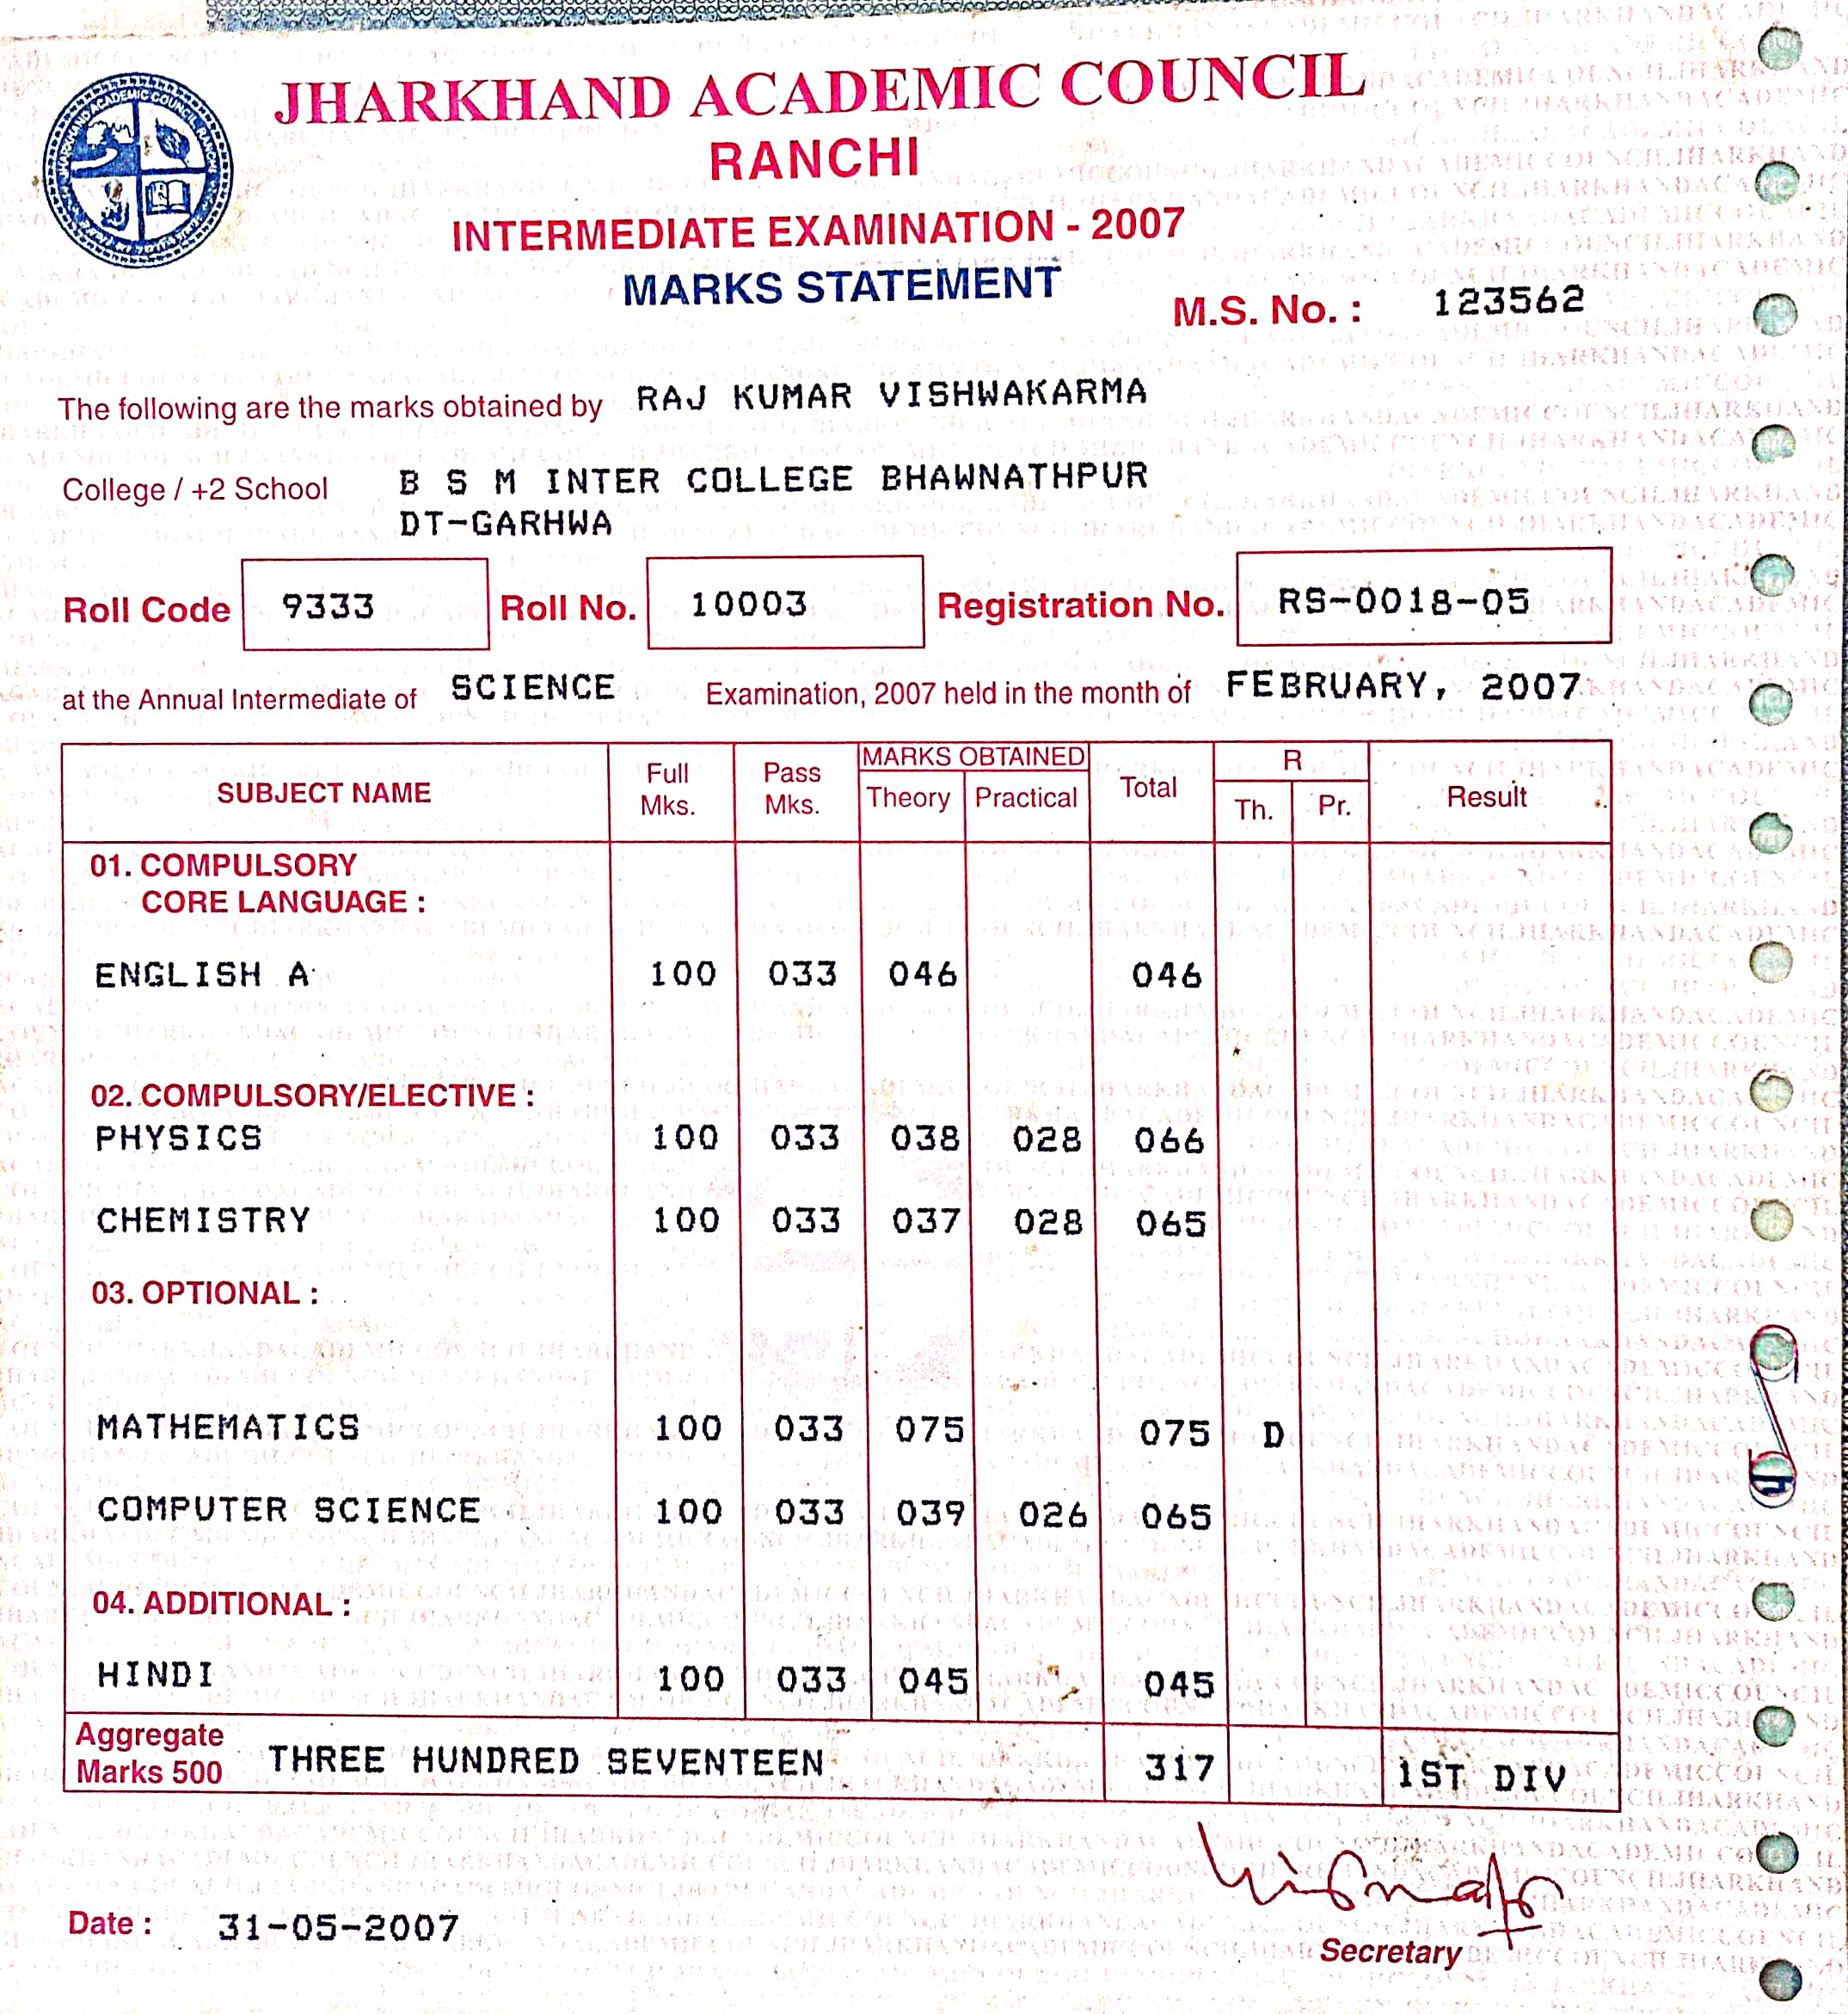 JHARKHAND ACADEMIC COUNCIL
RANCHI
INTERMEDIATE EXAMINATION - 2007
MARKS STATEMENT
M.S. No. : 123562
The following are the marks obtained by RAJ KUMAR VISHWAKARMA
College / +2 School B S M INTER COLLEGE BHAWNATHPUR
DT-GARHWA
Roll Code 9333 Roll No. 10003 Registration No. RS-0018-05
at the Annual Intermediate of SCIENCE Examination, 2007 held in the month of FEBRUARY, 2007
SUBJECT NAME Full Mks. Pass Mks. MARKS OBTAINED Theory Practical Total R Th. Pr. Result
01. COMPULSORY
CORE LANGUAGE :
ENGLISH A 100 033 046 046
02. COMPULSORY/ELECTIVE :
PHYSICS 100 033 038 028 066
CHEMISTRY 100 033 037 028 065
03. OPTIONAL :
MATHEMATICS 100 033 075 075 D
COMPUTER SCIENCE 100 033 039 026 065
04. ADDITIONAL :
HINDI 100 033 045 045
Aggregate
Marks 500 THREE HUNDRED SEVENTEEN 317 1ST DIV
Date : 31-05-2007
Secretary